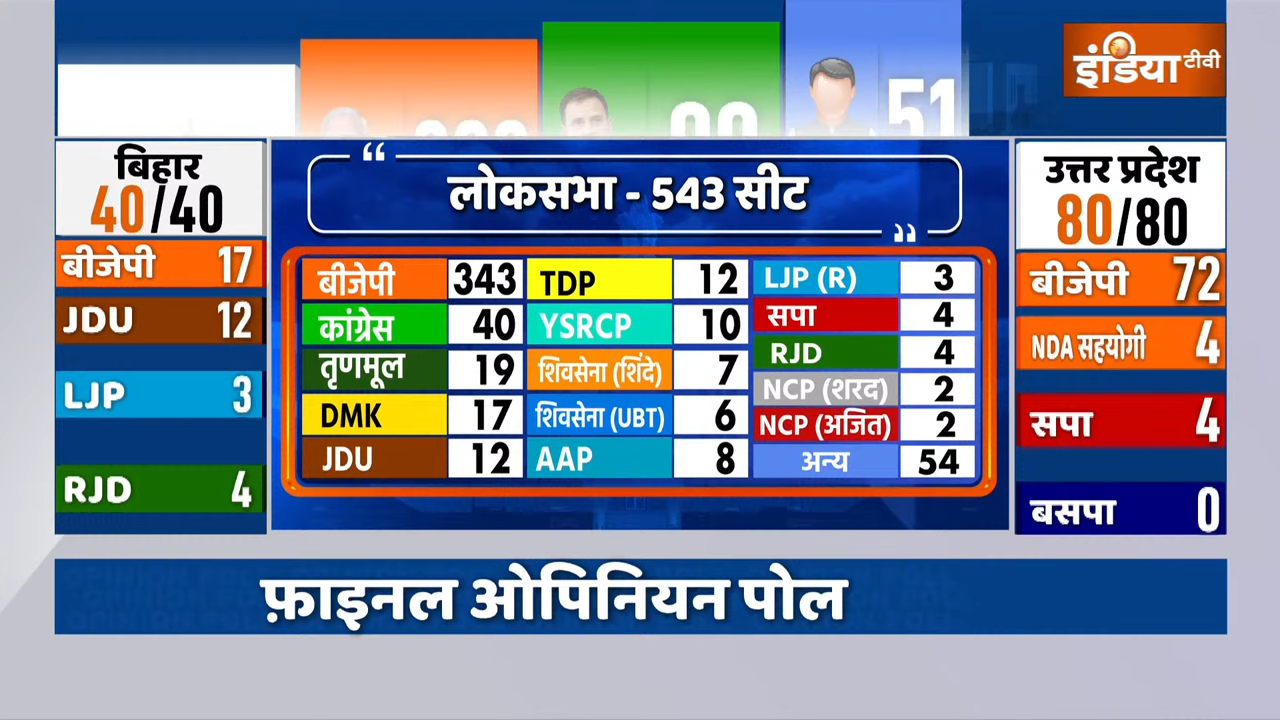 51
इंडिया टीवी
बिहार
40/40
बीजेपी 17
JDU 12
LJP 3
RJD 4
“
लोकसभा - 543 सीट
”
बीजेपी 343
कांग्रेस 40
तृणमूल 19
DMK 17
JDU 12
TDP 12
YSRCP 10
शिवसेना (शिंदे) 7
शिवसेना (UBT) 6
AAP 8
LJP (R) 3
सपा 4
RJD 4
NCP (शरद) 2
NCP (अजित) 2
अन्य 54
उत्तर प्रदेश
80/80
बीजेपी 72
NDA सहयोगी 4
सपा 4
बसपा 0
फ़ाइनल ओपिनियन पोल